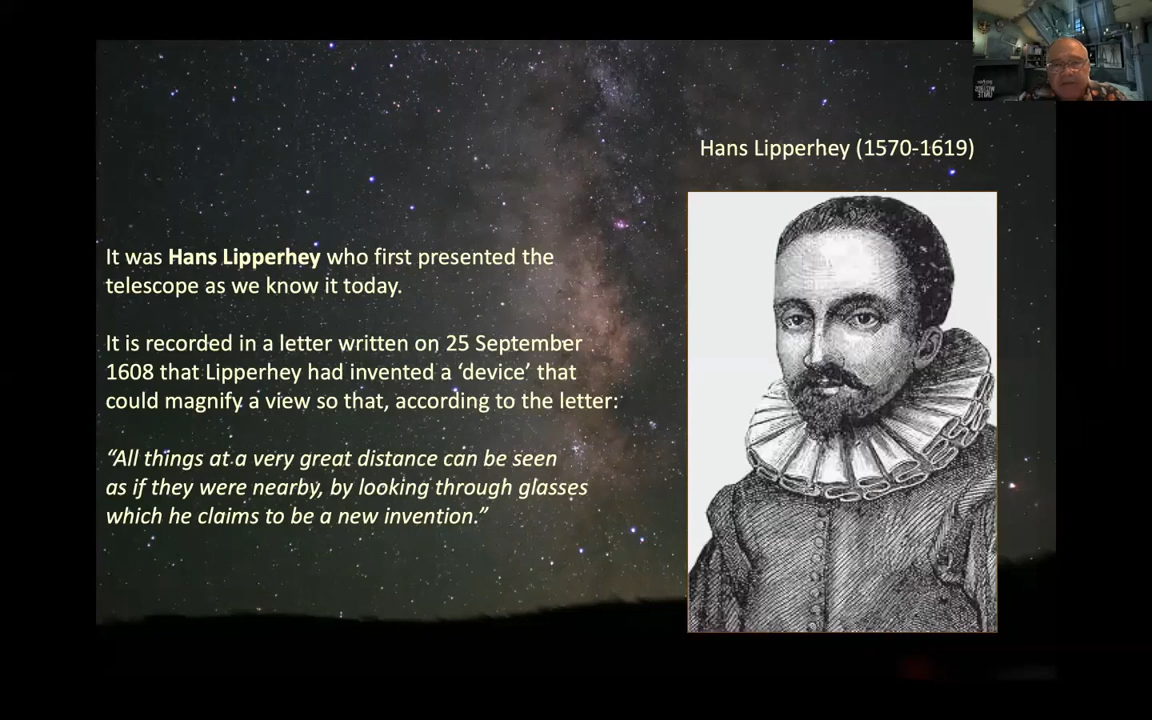 Hans Lipperhey (1570-1619)
It was Hans Lipperhey who first presented the
telescope as we know it today.
It is recorded in a letter written on 25 September
1608 that Lipperhey had invented a ‘device’ that
could magnify a view so that, according to the letter:
“All things at a very great distance can be seen
as if they were nearby, by looking through glasses
which he claims to be a new invention.”